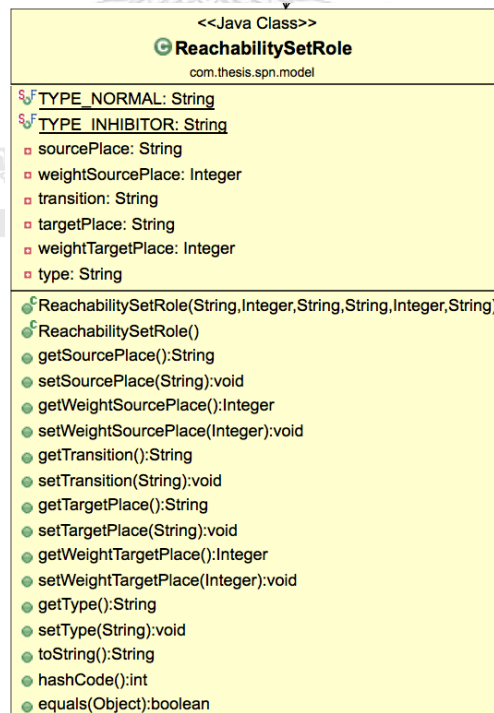 <<Java Class>>
ReachabilitySetRole
com.thesis.spn.model
TYPE_NORMAL: String
TYPE_INHIBITOR: String
sourcePlace: String
weightSourcePlace: Integer
transition: String
targetPlace: String
weightTargetPlace: Integer
type: String
ReachabilitySetRole(String,Integer,String,String,Integer,String)
ReachabilitySetRole()
getSourcePlace():String
setSourcePlace(String):void
getWeightSourcePlace():Integer
setWeightSourcePlace(Integer):void
getTransition():String
setTransition(String):void
getTargetPlace():String
setTargetPlace(String):void
getWeightTargetPlace():Integer
setWeightTargetPlace(Integer):void
getType():String
setType(String):void
toString():String
hashCode():int
equals(Object):boolean